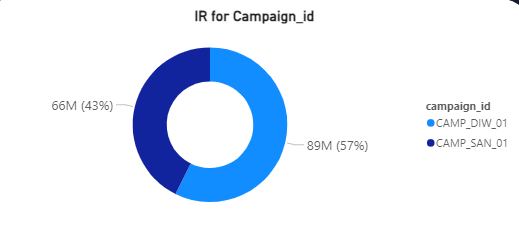 IR for Campaign_id
66M (43%)
89M (57%)
campaign_id
CAMP_DIW_01
CAMP_SAN_01